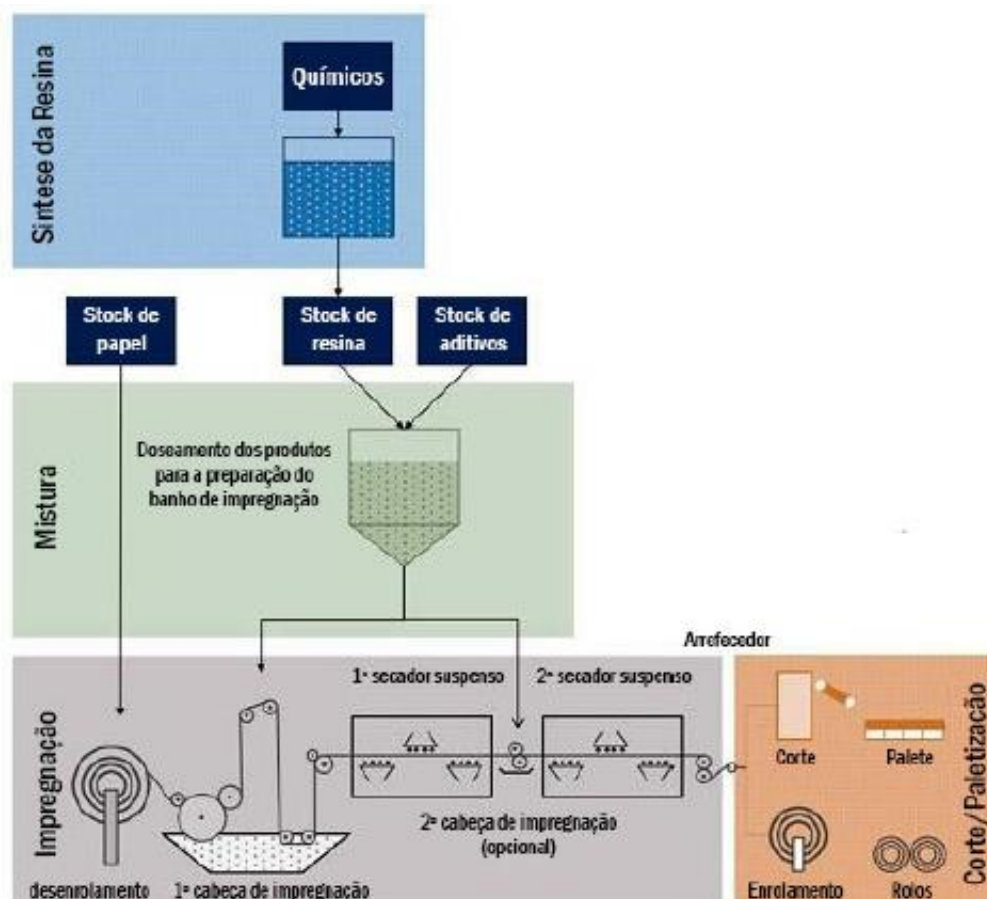 Síntese da Resina
Químicos
Stock de
papel
Stock de
resina
Stock de
aditivos
Mistura
Doseamento dos produtos
para a preparação do
banho de impregnação
Impregnação
desenrolamento
1ª cabeça de impregnação
1º secador suspenso
2º secador suspenso
2ª cabeça de impregnação
(opcional)
Arrefecedor
Corte
Palete
Enrolamento
Rolos
Corte/Paletização